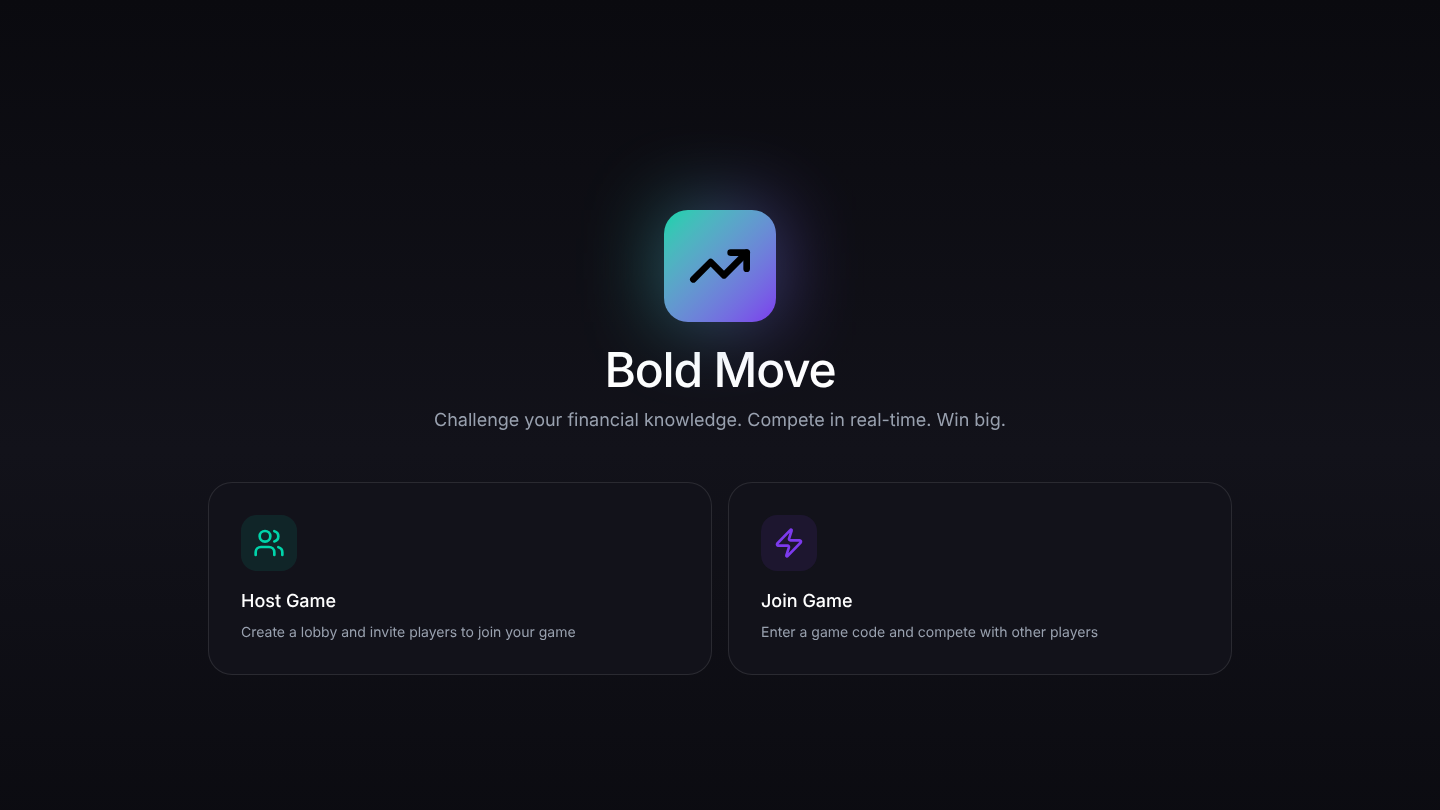 Bold Move
Challenge your financial knowledge. Compete in real-time. Win big.
Host Game
Create a lobby and invite players to join your game
Join Game
Enter a game code and compete with other players